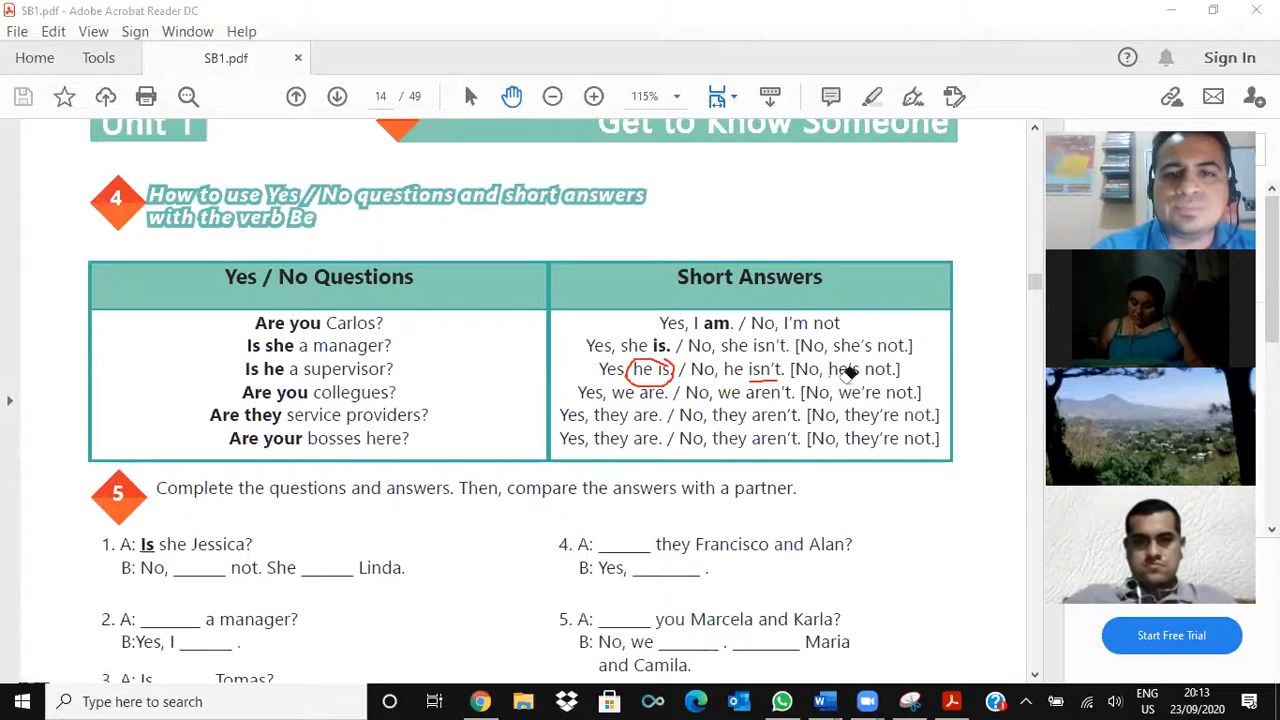 SB1.pdf - Adobe Acrobat Reader DC
File Edit View Sign Window Help
Home Tools SB1.pdf × Sign In
14 / 49 115%
Unit 1 Get to Know Someone
4 How to use Yes / No questions and short answers
with the verb Be
Yes / No Questions Short Answers
Are you Carlos? Yes, I am. / No, I'm not
Is she a manager? Yes, she is. / No, she isn't. [No, she's not.]
Is he a supervisor? Yes, he is. / No, he isn't. [No, he's not.]
Are you collegues? Yes, we are. / No, we aren't. [No, we're not.]
Are they service providers? Yes, they are. / No, they aren't. [No, they're not.]
Are your bosses here? Yes, they are. / No, they aren't. [No, they're not.]
5 Complete the questions and answers. Then, compare the answers with a partner.
1. A: Is she Jessica?
B: No, ______ not. She ______ Linda.
2. A: _______ a manager?
B:Yes, I ______ .
3. A: Is ______ Tomas?
4. A: ______ they Francisco and Alan?
B: Yes, ________ .
5. A: ______ you Marcela and Karla?
B: No, we _______ . ________ Maria
and Camila.
Start Free Trial
Type here to search
ENG
US
20:13
23/09/2020